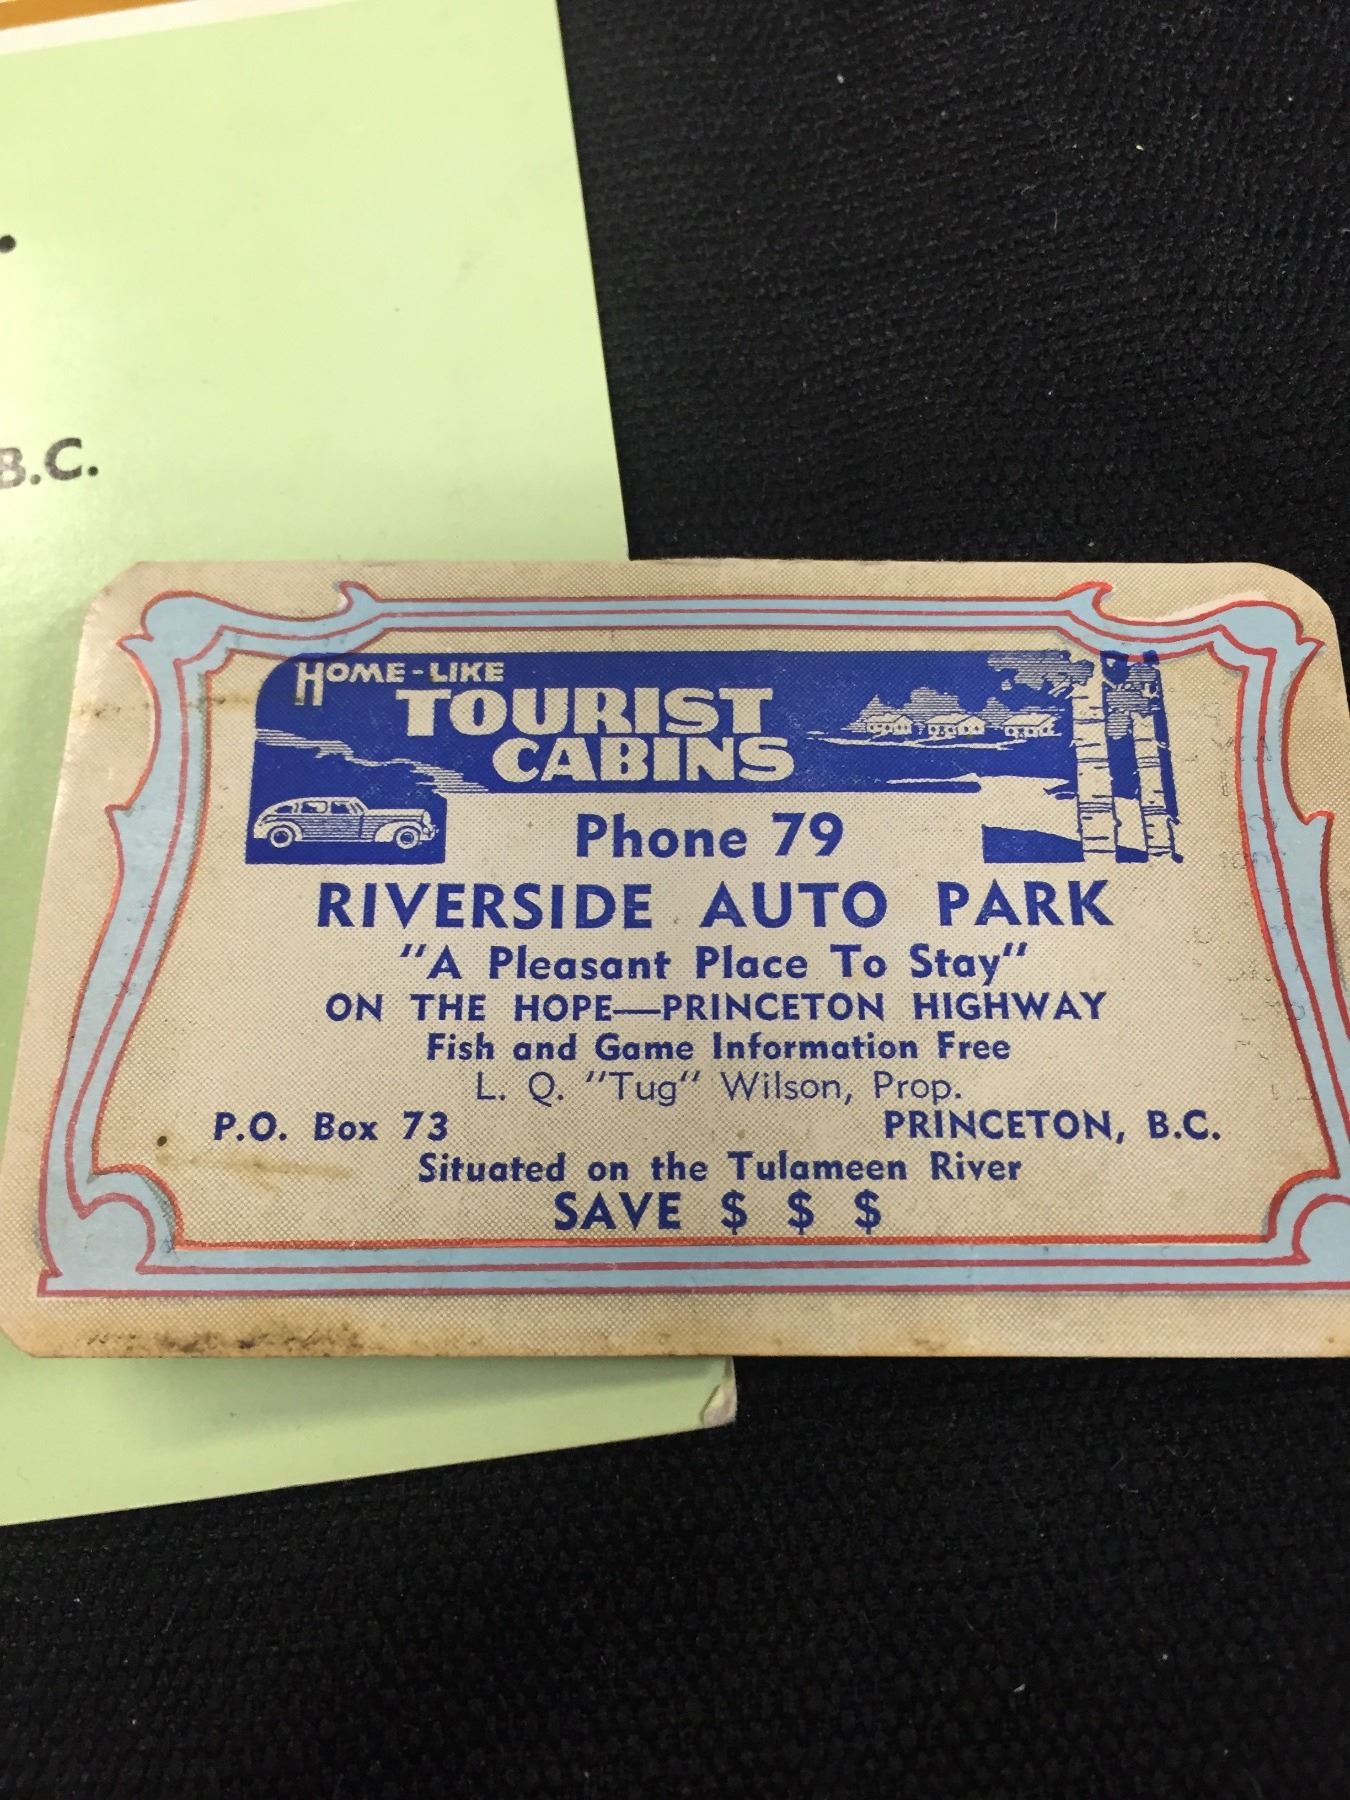 B.C.
HOME-LIKE
TOURIST
CABINS
Phone 79
RIVERSIDE AUTO PARK
"A Pleasant Place To Stay"
ON THE HOPE—PRINCETON HIGHWAY
Fish and Game Information Free
L. Q. "Tug" Wilson, Prop.
P.O. Box 73 PRINCETON, B.C.
Situated on the Tulameen River
SAVE $ $ $